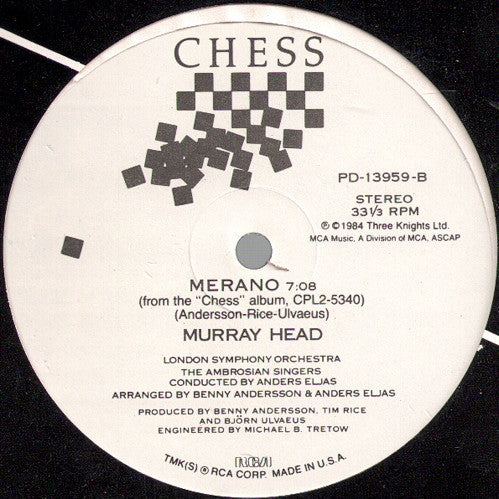 CHESS
PD-13959-B
STEREO
33⅓ RPM
℗ © 1984 Three Knights Ltd.
MCA Music, A Division of MCA, ASCAP
MERANO 7:08
(from the "Chess" album, CPL2-5340)
(Andersson-Rice-Ulvaeus)
MURRAY HEAD
LONDON SYMPHONY ORCHESTRA
THE AMBROSIAN SINGERS
CONDUCTED BY ANDERS ELJAS
ARRANGED BY BENNY ANDERSSON & ANDERS ELJAS
PRODUCED BY BENNY ANDERSSON, TIM RICE
AND BJÖRN ULVAEUS
ENGINEERED BY MICHAEL B. TRETOW
RCA
TMK(S) ® RCA CORP. MADE IN U.S.A.